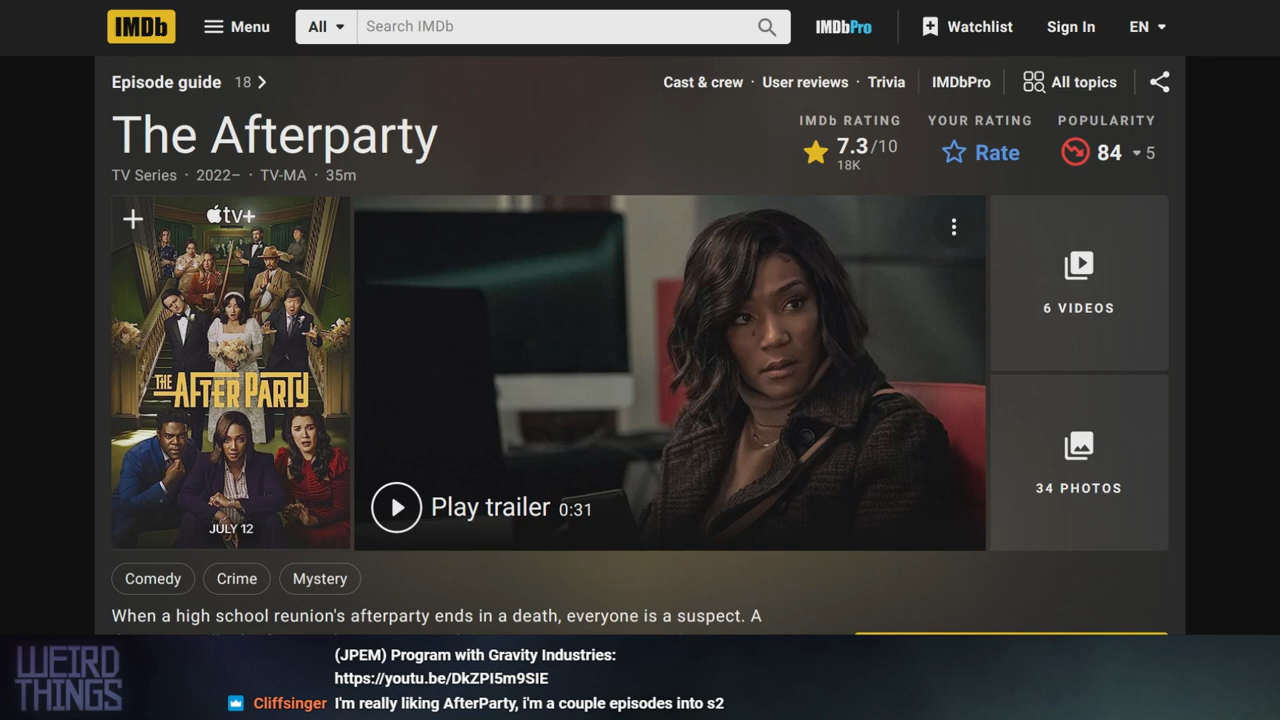 IMDb Menu All Search IMDb IMDbPro Watchlist Sign In EN
Episode guide 18 Cast & crew · User reviews · Trivia IMDbPro All topics
The Afterparty
IMDb RATING YOUR RATING POPULARITY
7.3/10 Rate 84 5
18K
TV Series · 2022– · TV-MA · 35m
tv+
THE AFTER PARTY
JULY 12
Play trailer 0:31
6 VIDEOS
34 PHOTOS
Comedy Crime Mystery
When a high school reunion's afterparty ends in a death, everyone is a suspect. A
WEIRD
THINGS
(JPEM) Program with Gravity Industries:
https://youtu.be/DkZPI5m9SIE
Cliffsinger I'm really liking AfterParty, i'm a couple episodes into s2